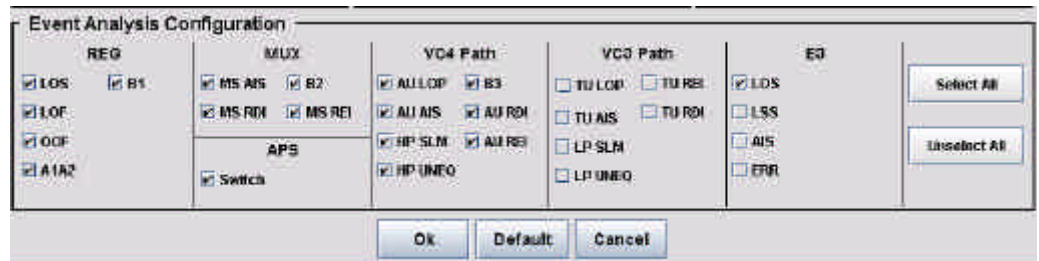 Event Analysis Configuration
REG MUX VC4 Path VC3 Path E3
LOS B1 MS AIS B2 AU LOP B3 TU LOP TU REI LOS Select All
LOF MS RDI MS REI AU AIS AU RDI TU AIS TU RDI LSS
OOF APS HP SLM AU REI LP SLM AIS Unselect All
A1A2 Switch HP UNEQ LP UNEQ ERR
Ok Default Cancel